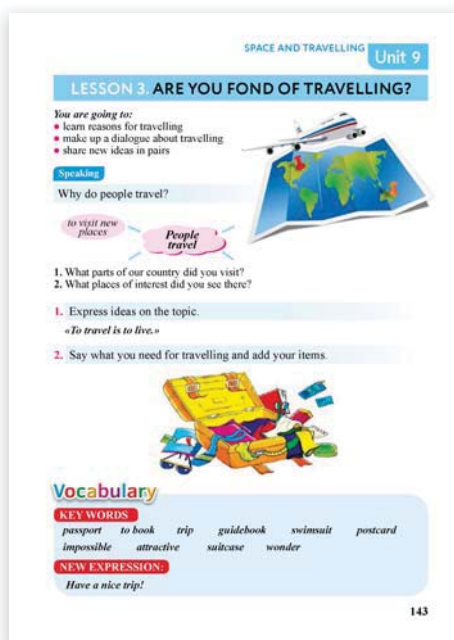 SPACE AND TRAVELLING
Unit 9
LESSON 3. ARE YOU FOND OF TRAVELLING?
You are going to:
• learn reasons for travelling
• make up a dialogue about travelling
• share new ideas in pairs
Speaking
Why do people travel?
to visit new
places
People
travel
1. What parts of our country did you visit?
2. What places of interest did you see there?
1. Express ideas on the topic.
«To travel is to live.»
2. Say what you need for travelling and add your items.
Vocabulary
KEY WORDS
passport to book trip guidebook swimsuit postcard
impossible attractive suitcase wonder
NEW EXPRESSION:
Have a nice trip!
143